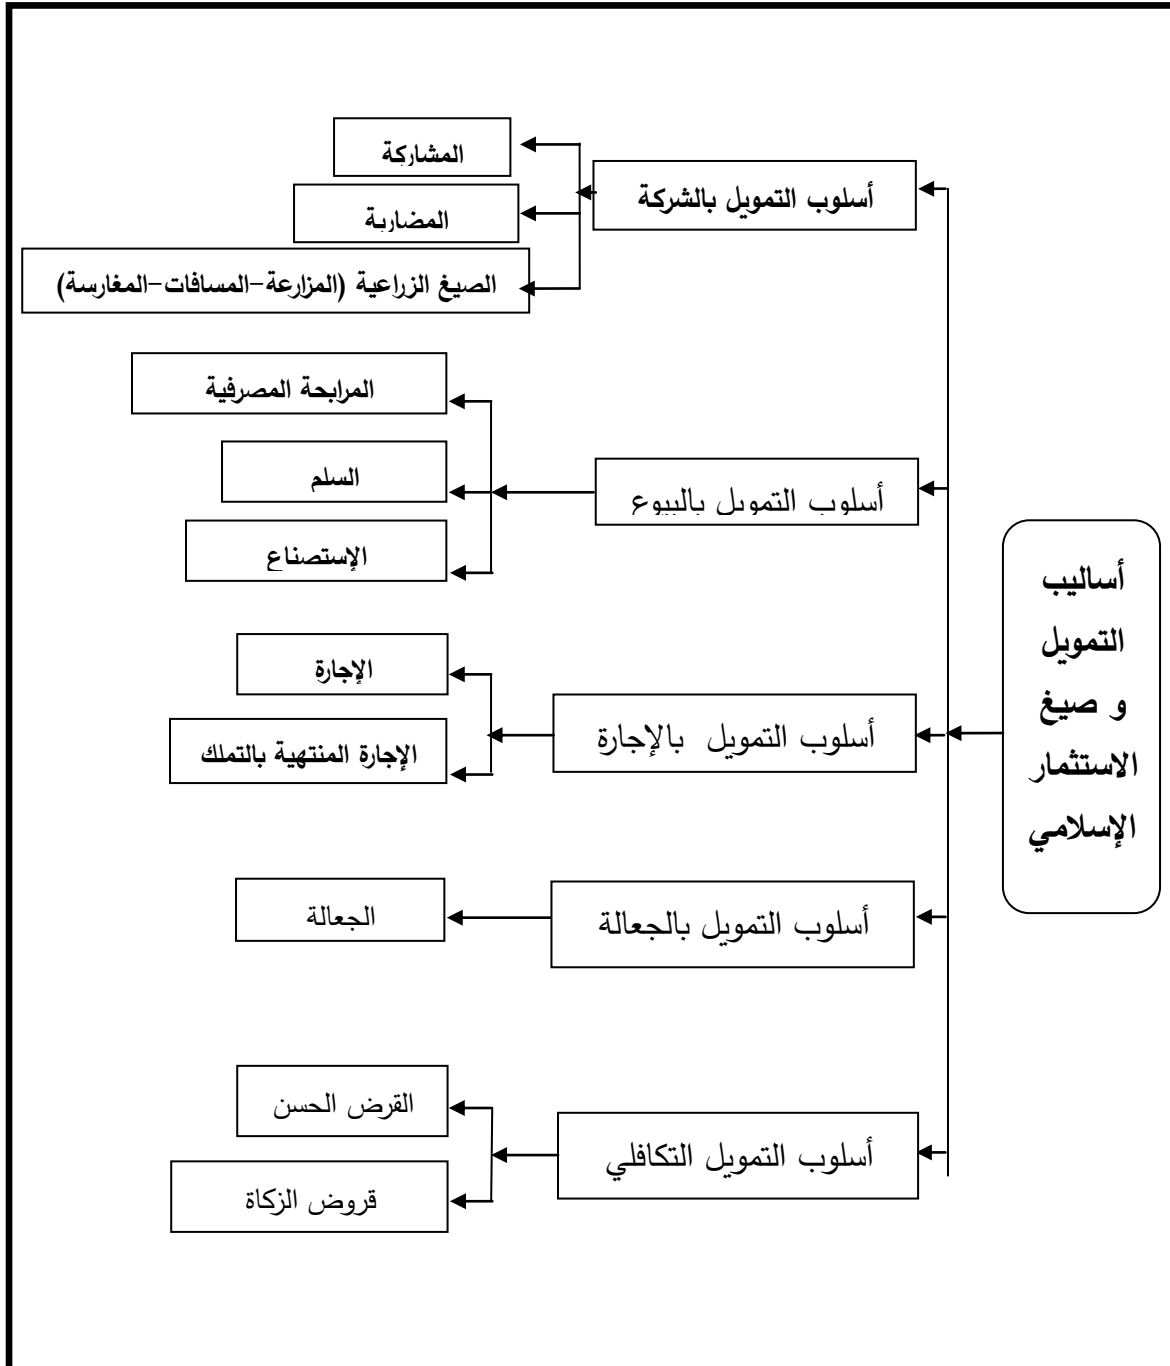 أساليب
التمويل
و صيغ
الاستثمار
الإسلامي
أسلوب التمويل بالشركة
المشاركة
المضاربة
الصيغ الزراعية (المزارعة-المسافات-المغارسة)
أسلوب التمويل بالبيوع
المرابحة المصرفية
السلم
الإستصناع
أسلوب التمويل بالإجارة
الإجارة
الإجارة المنتهية بالتملك
أسلوب التمويل بالجعالة
الجعالة
أسلوب التمويل التكافلي
القرض الحسن
قروض الزكاة